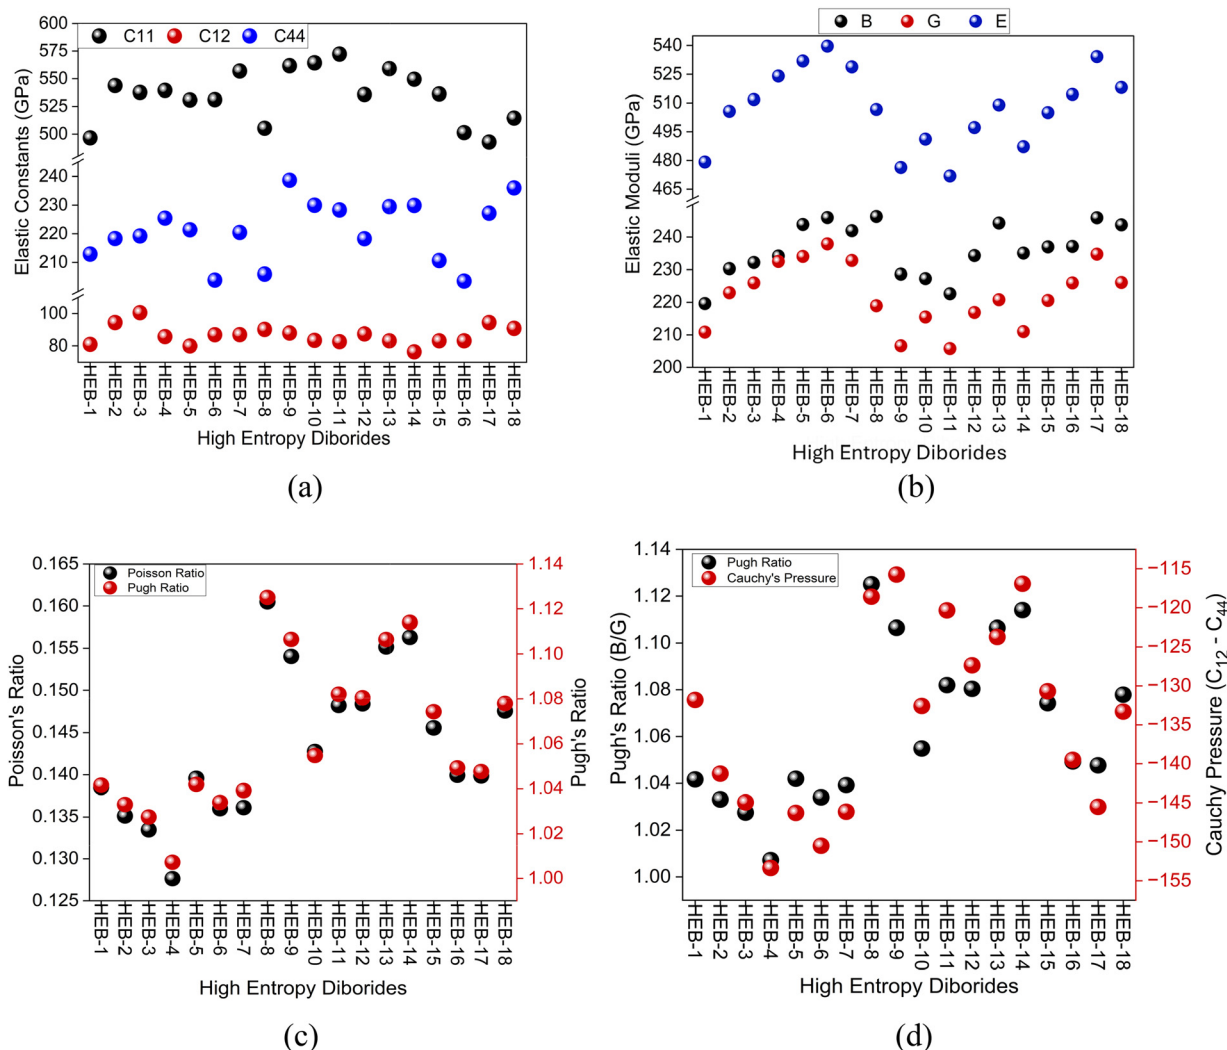 C11 C12 C44
Elastic Constants (GPa)
600
575
550
525
500
240
230
220
210
100
80
HEB-1
HEB-2
HEB-3
HEB-4
HEB-5
HEB-6
HEB-7
HEB-8
HEB-9
HEB-10
HEB-11
HEB-12
HEB-13
HEB-14
HEB-15
HEB-16
HEB-17
HEB-18
High Entropy Diborides
(a)
B G E
Elastic Moduli (GPa)
540
525
510
495
480
465
240
230
220
210
200
HEB-1
HEB-2
HEB-3
HEB-4
HEB-5
HEB-6
HEB-7
HEB-8
HEB-9
HEB-10
HEB-11
HEB-12
HEB-13
HEB-14
HEB-15
HEB-16
HEB-17
HEB-18
High Entropy Diborides
(b)
Poisson Ratio
Pugh Ratio
Poisson's Ratio
0.165
0.160
0.155
0.150
0.145
0.140
0.135
0.130
0.125
1.14
1.12
1.10
1.08
1.06
1.04
1.02
1.00
Pugh's Ratio
HEB-1
HEB-2
HEB-3
HEB-4
HEB-5
HEB-6
HEB-7
HEB-8
HEB-9
HEB-10
HEB-11
HEB-12
HEB-13
HEB-14
HEB-15
HEB-16
HEB-17
HEB-18
High Entropy Diborides
(c)
Pugh Ratio
Cauchy's Pressure
Pugh's Ratio (B/G)
1.14
1.12
1.10
1.08
1.06
1.04
1.02
1.00
−115
−120
−125
−130
−135
−140
−145
−150
−155
Cauchy Pressure (C12 - C44)
HEB-1
HEB-2
HEB-3
HEB-4
HEB-5
HEB-6
HEB-7
HEB-8
HEB-9
HEB-10
HEB-11
HEB-12
HEB-13
HEB-14
HEB-15
HEB-16
HEB-17
HEB-18
High Entropy Diborides
(d)